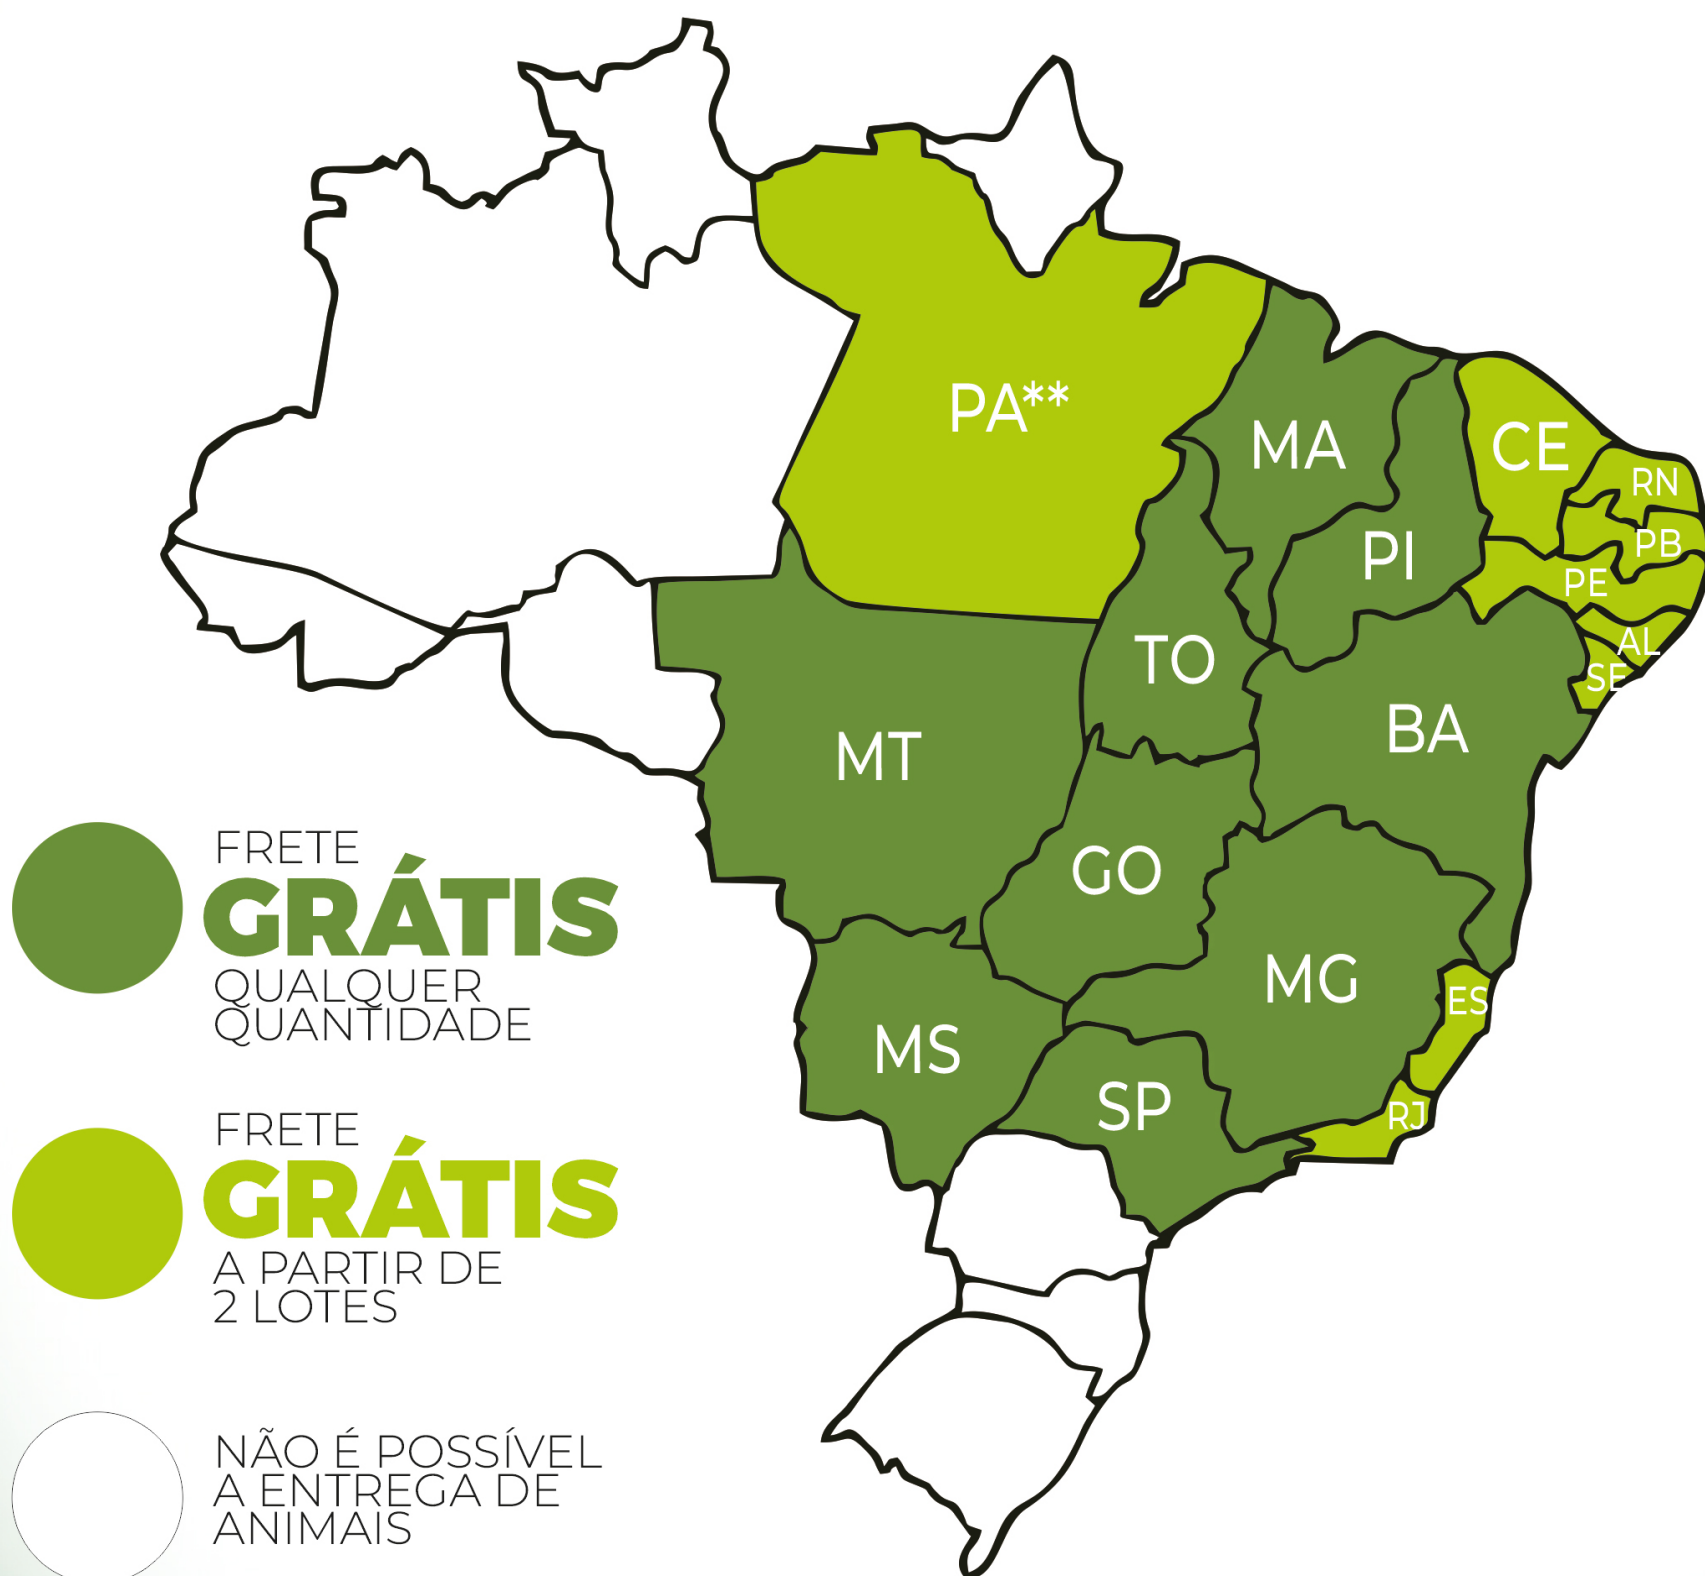 PA**
MA
CE
RN
PB
PI
PE
AL
SE
TO
BA
MT
GO
MG
ES
MS
SP
RJ
FRETE
GRÁTIS
QUALQUER
QUANTIDADE
FRETE
GRÁTIS
A PARTIR DE
2 LOTES
NÃO É POSSÍVEL
A ENTREGA DE
ANIMAIS